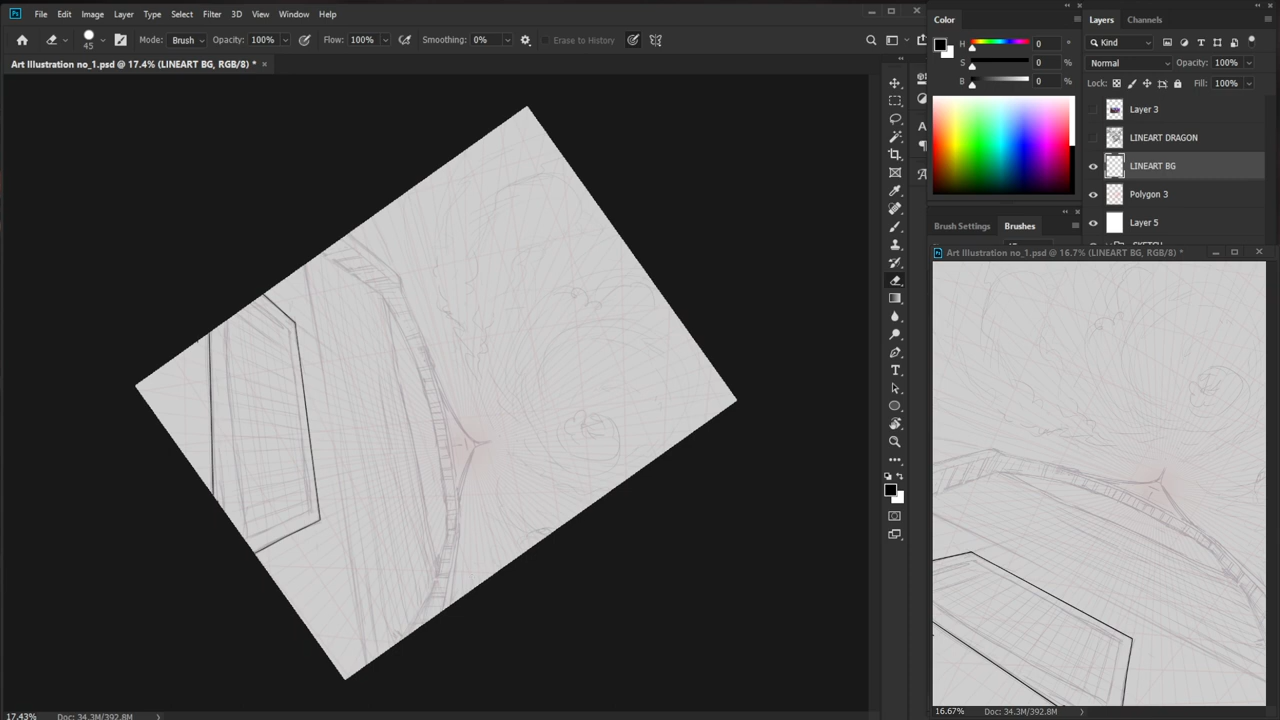 File Edit Image Layer Type Select Filter 3D View Window Help
45 Mode: Brush Opacity: 100% Flow: 100% Smoothing: 0% Erase to History
Art Illustration no_1.psd @ 17.4% (LINEART BG, RGB/8) *
Color
H 0 °
S 0 %
B 0 %
Brush Settings Brushes
Layers Channels
Kind
Normal Opacity: 100%
Lock: Fill: 100%
Layer 3
LINEART DRAGON
LINEART BG
Polygon 3
Layer 5
Art Illustration no_1.psd @ 16.7% (LINEART BG, RGB/8) *
16.67% Doc: 34.3M/392.8M
17.43% Doc: 34.3M/392.8M